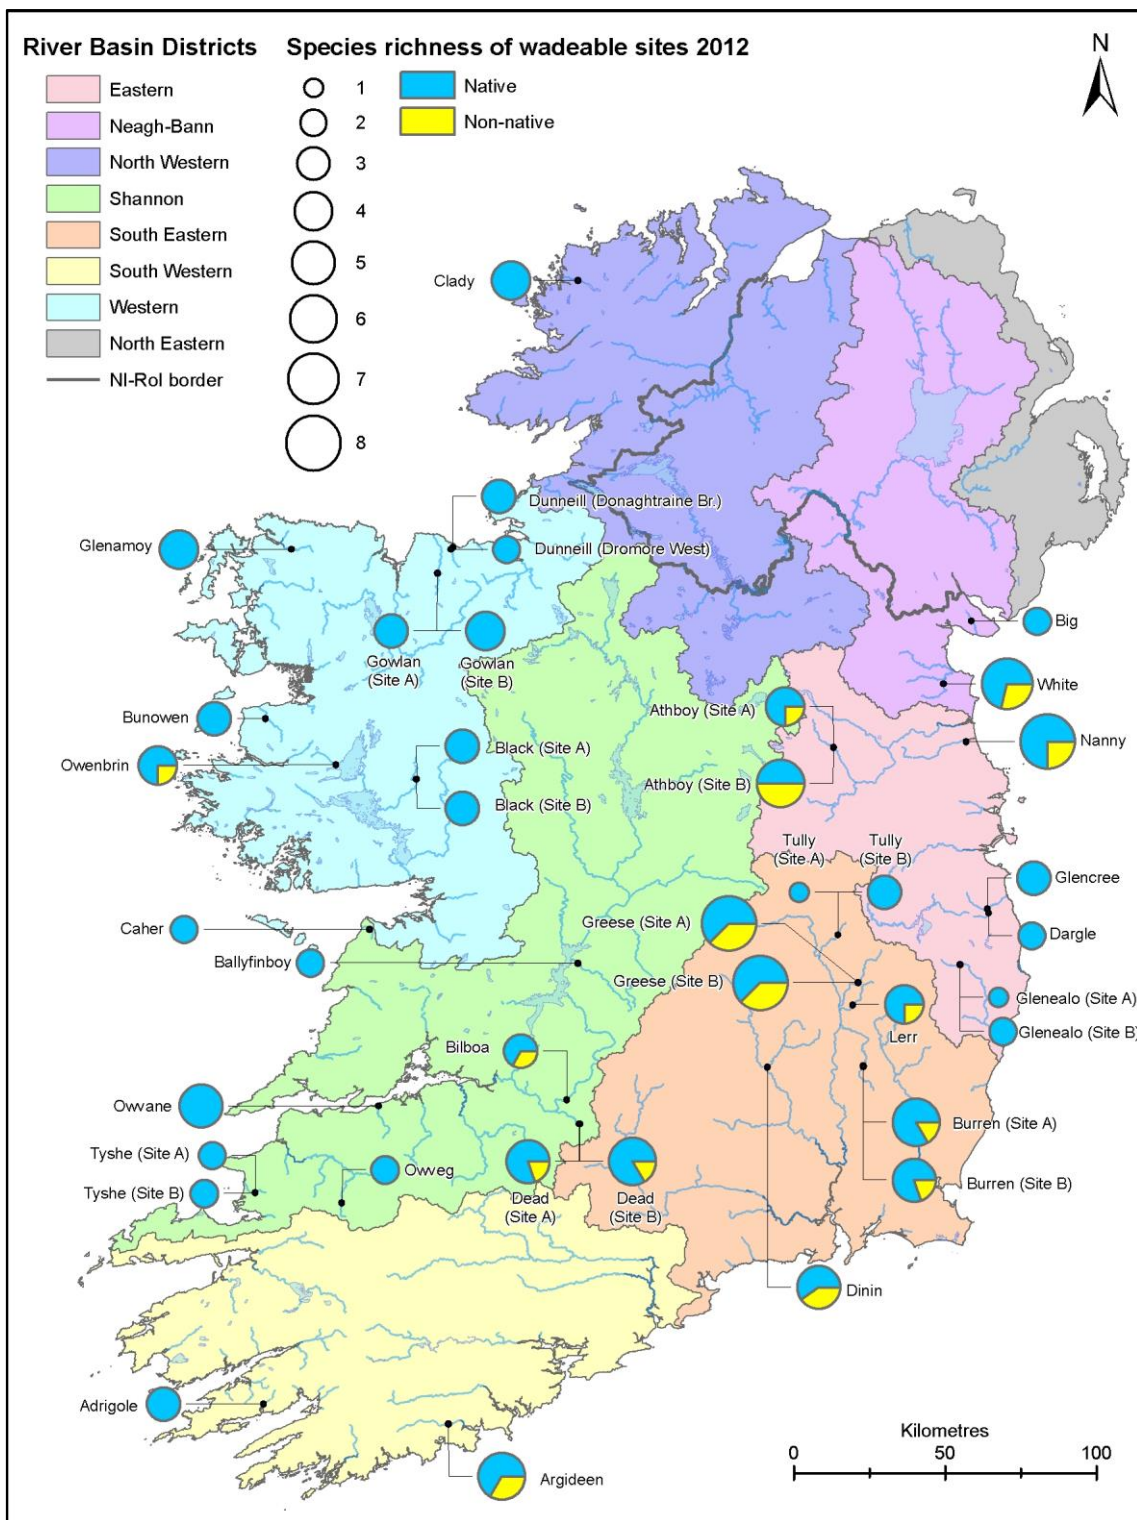 River Basin Districts
Eastern
Neagh-Bann
North Western
Shannon
South Eastern
South Western
Western
North Eastern
NI-RoI border
Species richness of wadeable sites 2012
1
2
3
4
5
6
7
8
Native
Non-native
N
Clady
Dunneill (Donaghtraine Br.)
Glenamoy
Dunneill (Dromore West)
Big
Gowlan
(Site A)
Gowlan
(Site B)
White
Athboy (Site A)
Bunowen
Nanny
Black (Site A)
Owenbrin
Athboy (Site B)
Black (Site B)
Tully
(Site A)
Tully
(Site B)
Glencree
Greese (Site A)
Caher
Dargle
Ballyfinboy
Greese (Site B)
Glenealo (Site A)
Lerr
Glenealo (Site B)
Bilboa
Owvane
Burren (Site A)
Tyshe (Site A)
Owveg
Burren (Site B)
Tyshe (Site B)
Dead
(Site A)
Dead
(Site B)
Dinin
Adrigole
Kilometres
0
50
100
Argideen